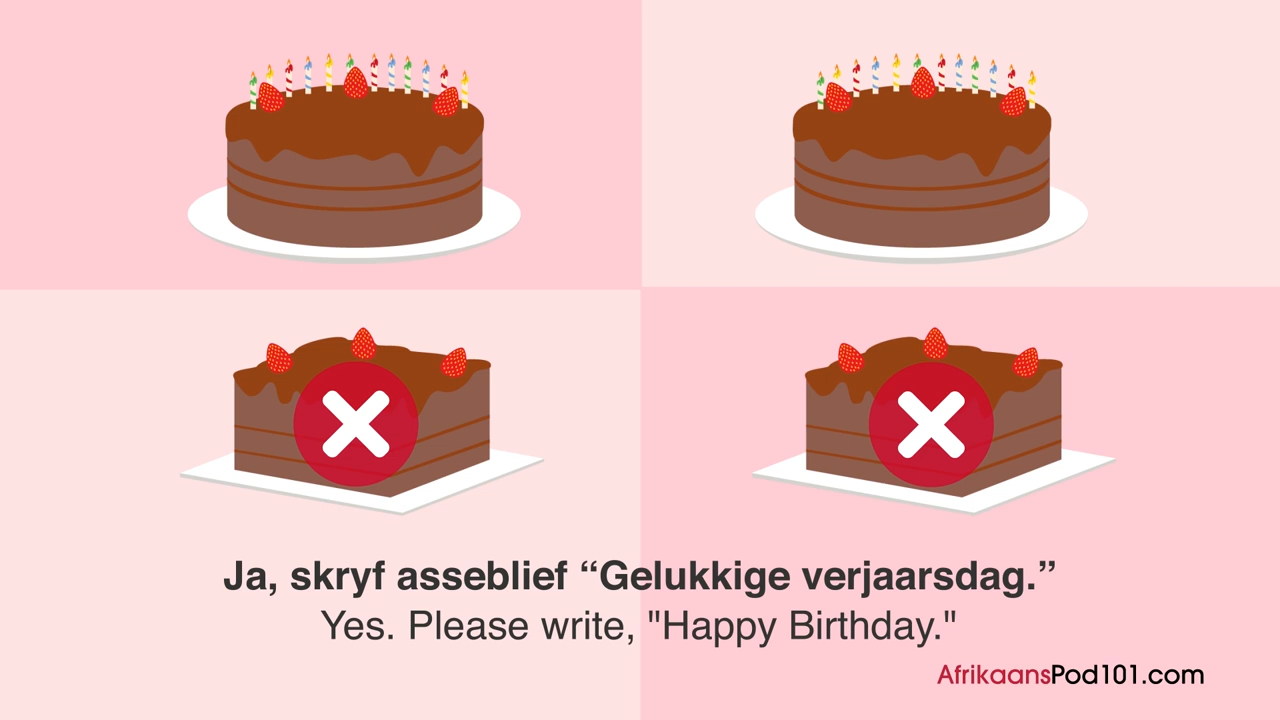 Ja, skryf asseblief “Gelukkige verjaarsdag.”
Yes. Please write, "Happy Birthday."
AfrikaansPod101.com